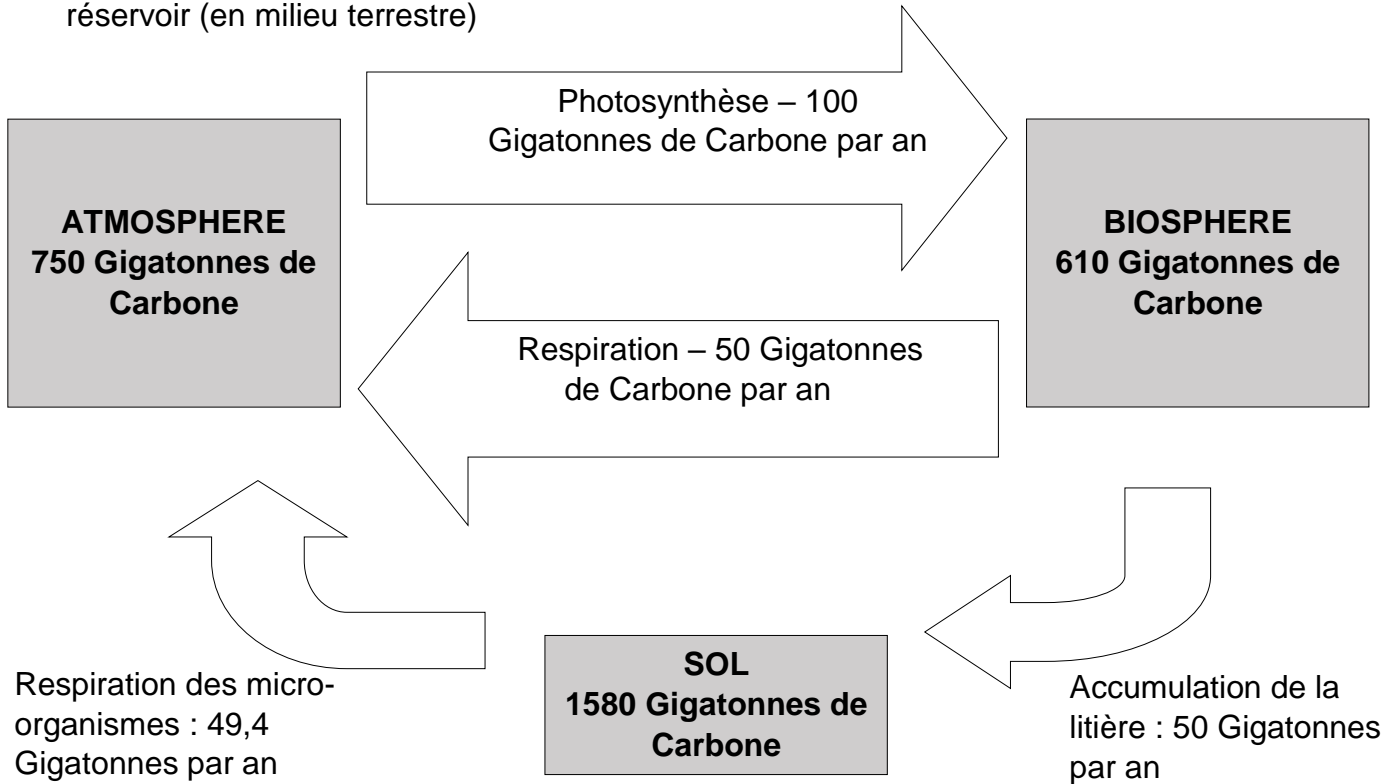 réservoir (en milieu terrestre)
Photosynthèse – 100
Gigatonnes de Carbone par an
ATMOSPHERE
750 Gigatonnes de
Carbone
BIOSPHERE
610 Gigatonnes de
Carbone
Respiration – 50 Gigatonnes
de Carbone par an
Respiration des micro-
organismes : 49,4
Gigatonnes par an
SOL
1580 Gigatonnes de
Carbone
Accumulation de la
litière : 50 Gigatonnes
par an